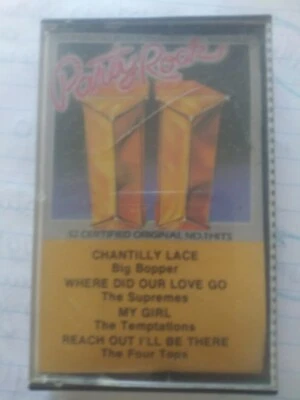 Party Rock
12 CERTIFIED ORIGINAL NO. 1 HITS
CHANTILLY LACE
Big Bopper
WHERE DID OUR LOVE GO
The Supremes
MY GIRL
The Temptations
REACH OUT I'LL BE THERE
The Four Tops